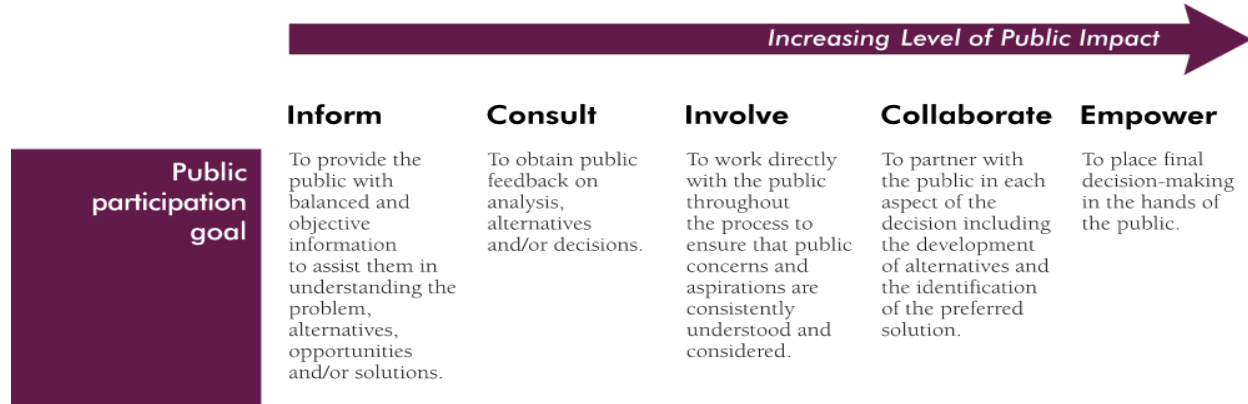 Increasing Level of Public Impact
Inform
Consult
Involve
Collaborate
Empower
Public
participation
goal
To provide the
public with
balanced and
objective
information
to assist them in
understanding the
problem,
alternatives,
opportunities
and/or solutions.
To obtain public
feedback on
analysis,
alternatives
and/or decisions.
To work directly
with the public
throughout
the process to
ensure that public
concerns and
aspirations are
consistently
understood and
considered.
To partner with
the public in each
aspect of the
decision including
the development
of alternatives and
the identification
of the preferred
solution.
To place final
decision-making
in the hands of
the public.